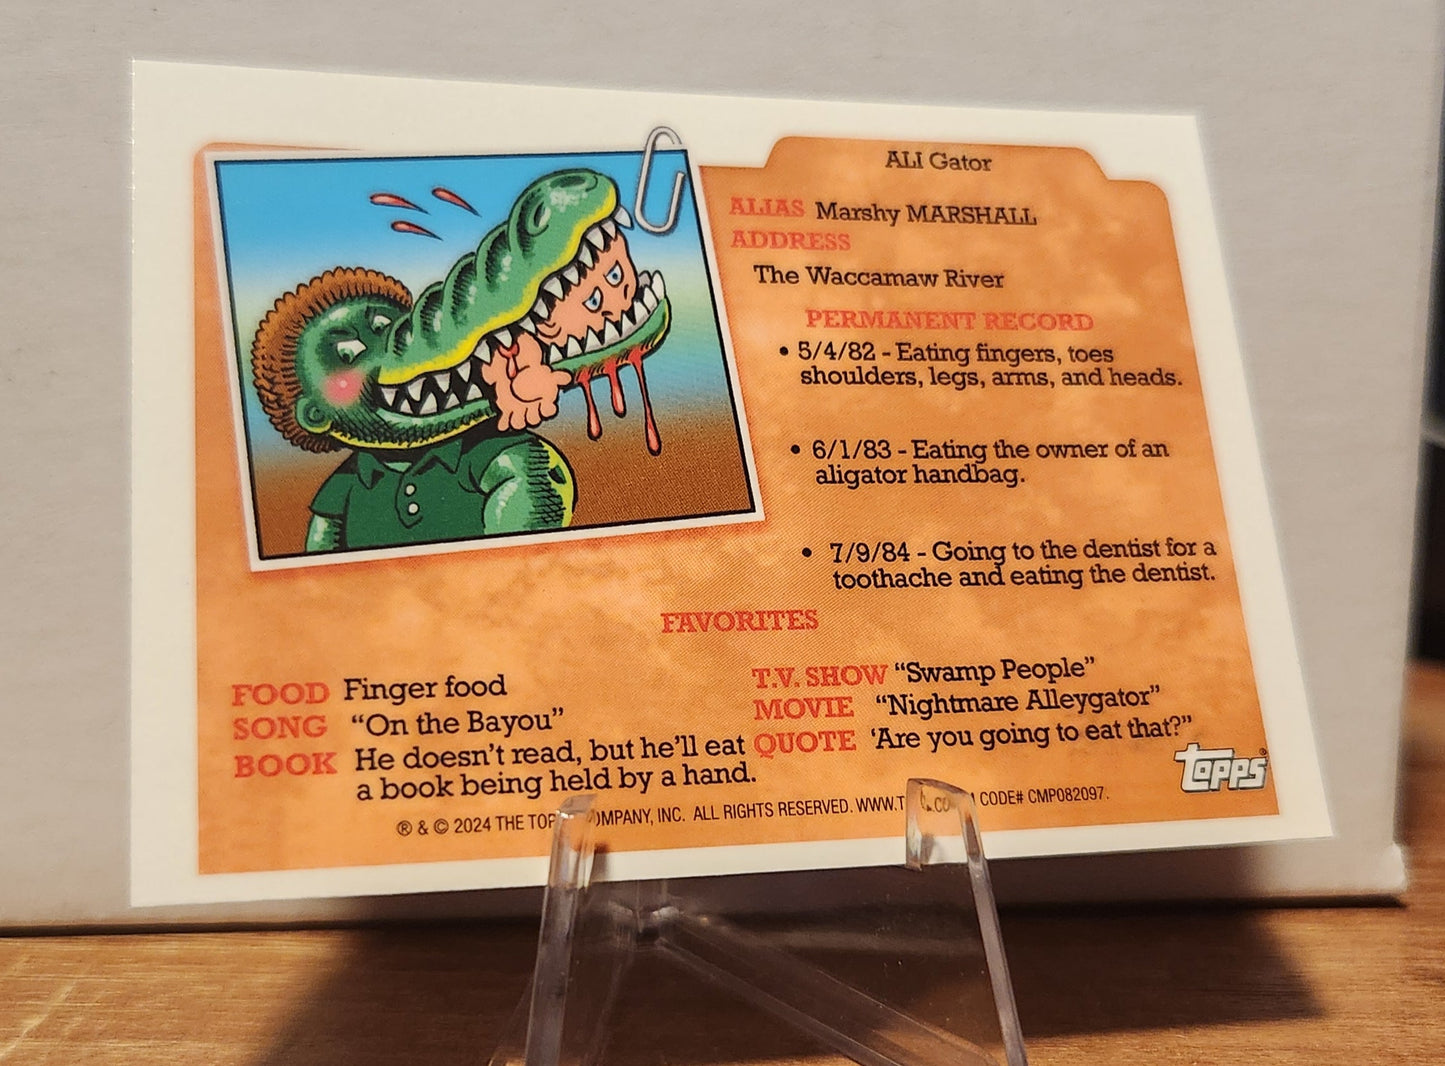 ALI Gator
ALIAS Marshy MARSHALL
ADDRESS
The Waccamaw River
PERMANENT RECORD
• 5/4/82 - Eating fingers, toes
shoulders, legs, arms, and heads.
• 6/1/83 - Eating the owner of an
aligator handbag.
• 7/9/84 - Going to the dentist for a
toothache and eating the dentist.
FAVORITES
FOOD Finger food
SONG “On the Bayou”
BOOK He doesn’t read, but he’ll eat
a book being held by a hand.
T.V. SHOW “Swamp People”
MOVIE “Nightmare Alleygator”
QUOTE ‘Are you going to eat that?”
Topps®
® & © 2024 THE COMPANY, INC. ALL RIGHTS RESERVED. CODE# CMP082097.